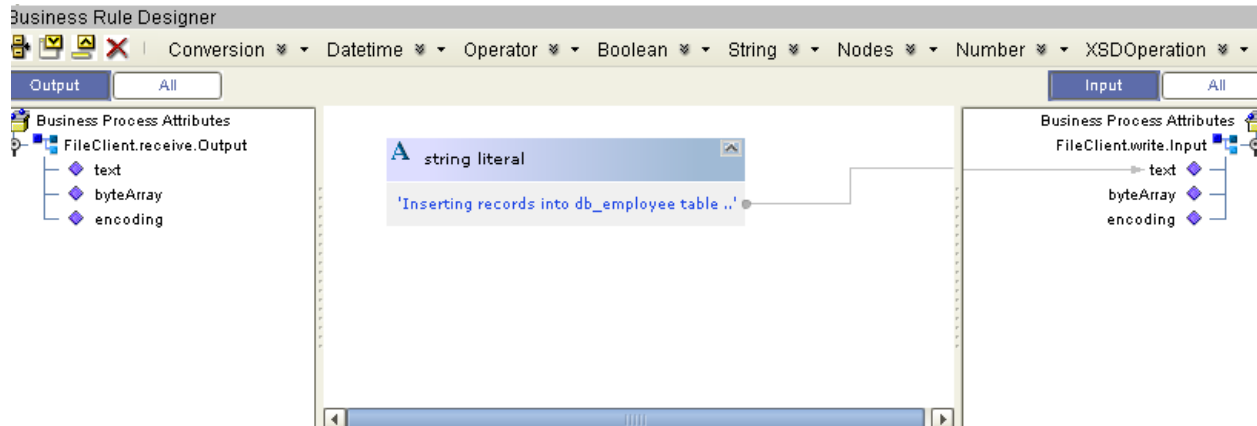 Business Rule Designer
Conversion Datetime Operator Boolean String Nodes Number XSDOperation
Output All Input All
Business Process Attributes
FileClient.receive.Output
text
byteArray
encoding
A string literal
'Inserting records into db_employee table ..'
Business Process Attributes
FileClient.write.Input
text
byteArray
encoding